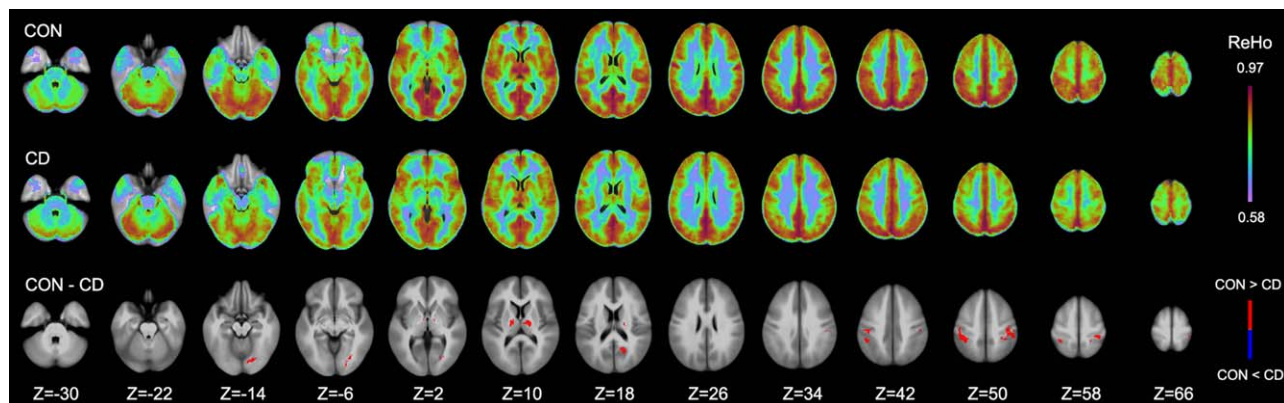 CON
ReHo
0.97
CD
0.58
CON - CD
CON > CD
CON < CD
Z=-30 Z=-22 Z=-14 Z=-6 Z=2 Z=10 Z=18 Z=26 Z=34 Z=42 Z=50 Z=58 Z=66